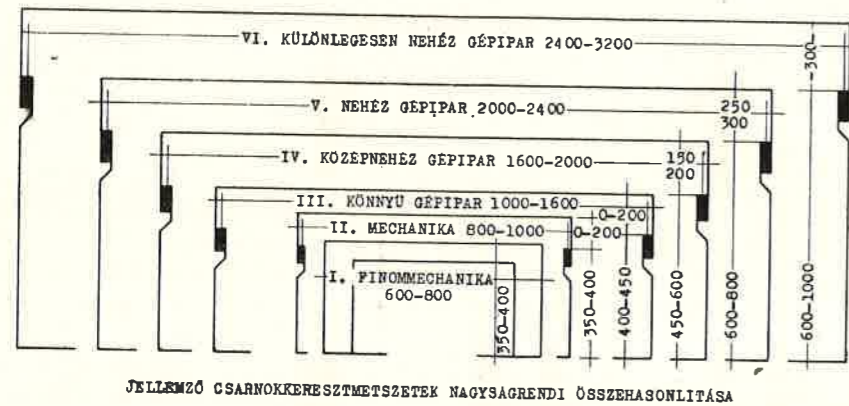 VI. KÜLÖNLEGESEN NEHÉZ GÉPIPAR 2400-3200
300
V. NEHÉZ GÉPIPAR 2000-2400
250
300
IV. KÖZÉPNEHÉZ GÉPIPAR 1600-2000
150
200
III. KÖNNYÜ GÉPIPAR 1000-1600
0-200
II. MECHANIKA 800-1000
0-200
I. FINOMMECHANIKA
600-800
350-400
350-400
400-450
450-600
600-800
600-1000
JELLEMZŐ CSARNOKKERESZTMETSZETEK NAGYSÁGRENDI ÖSSZEHASONLITÁSA